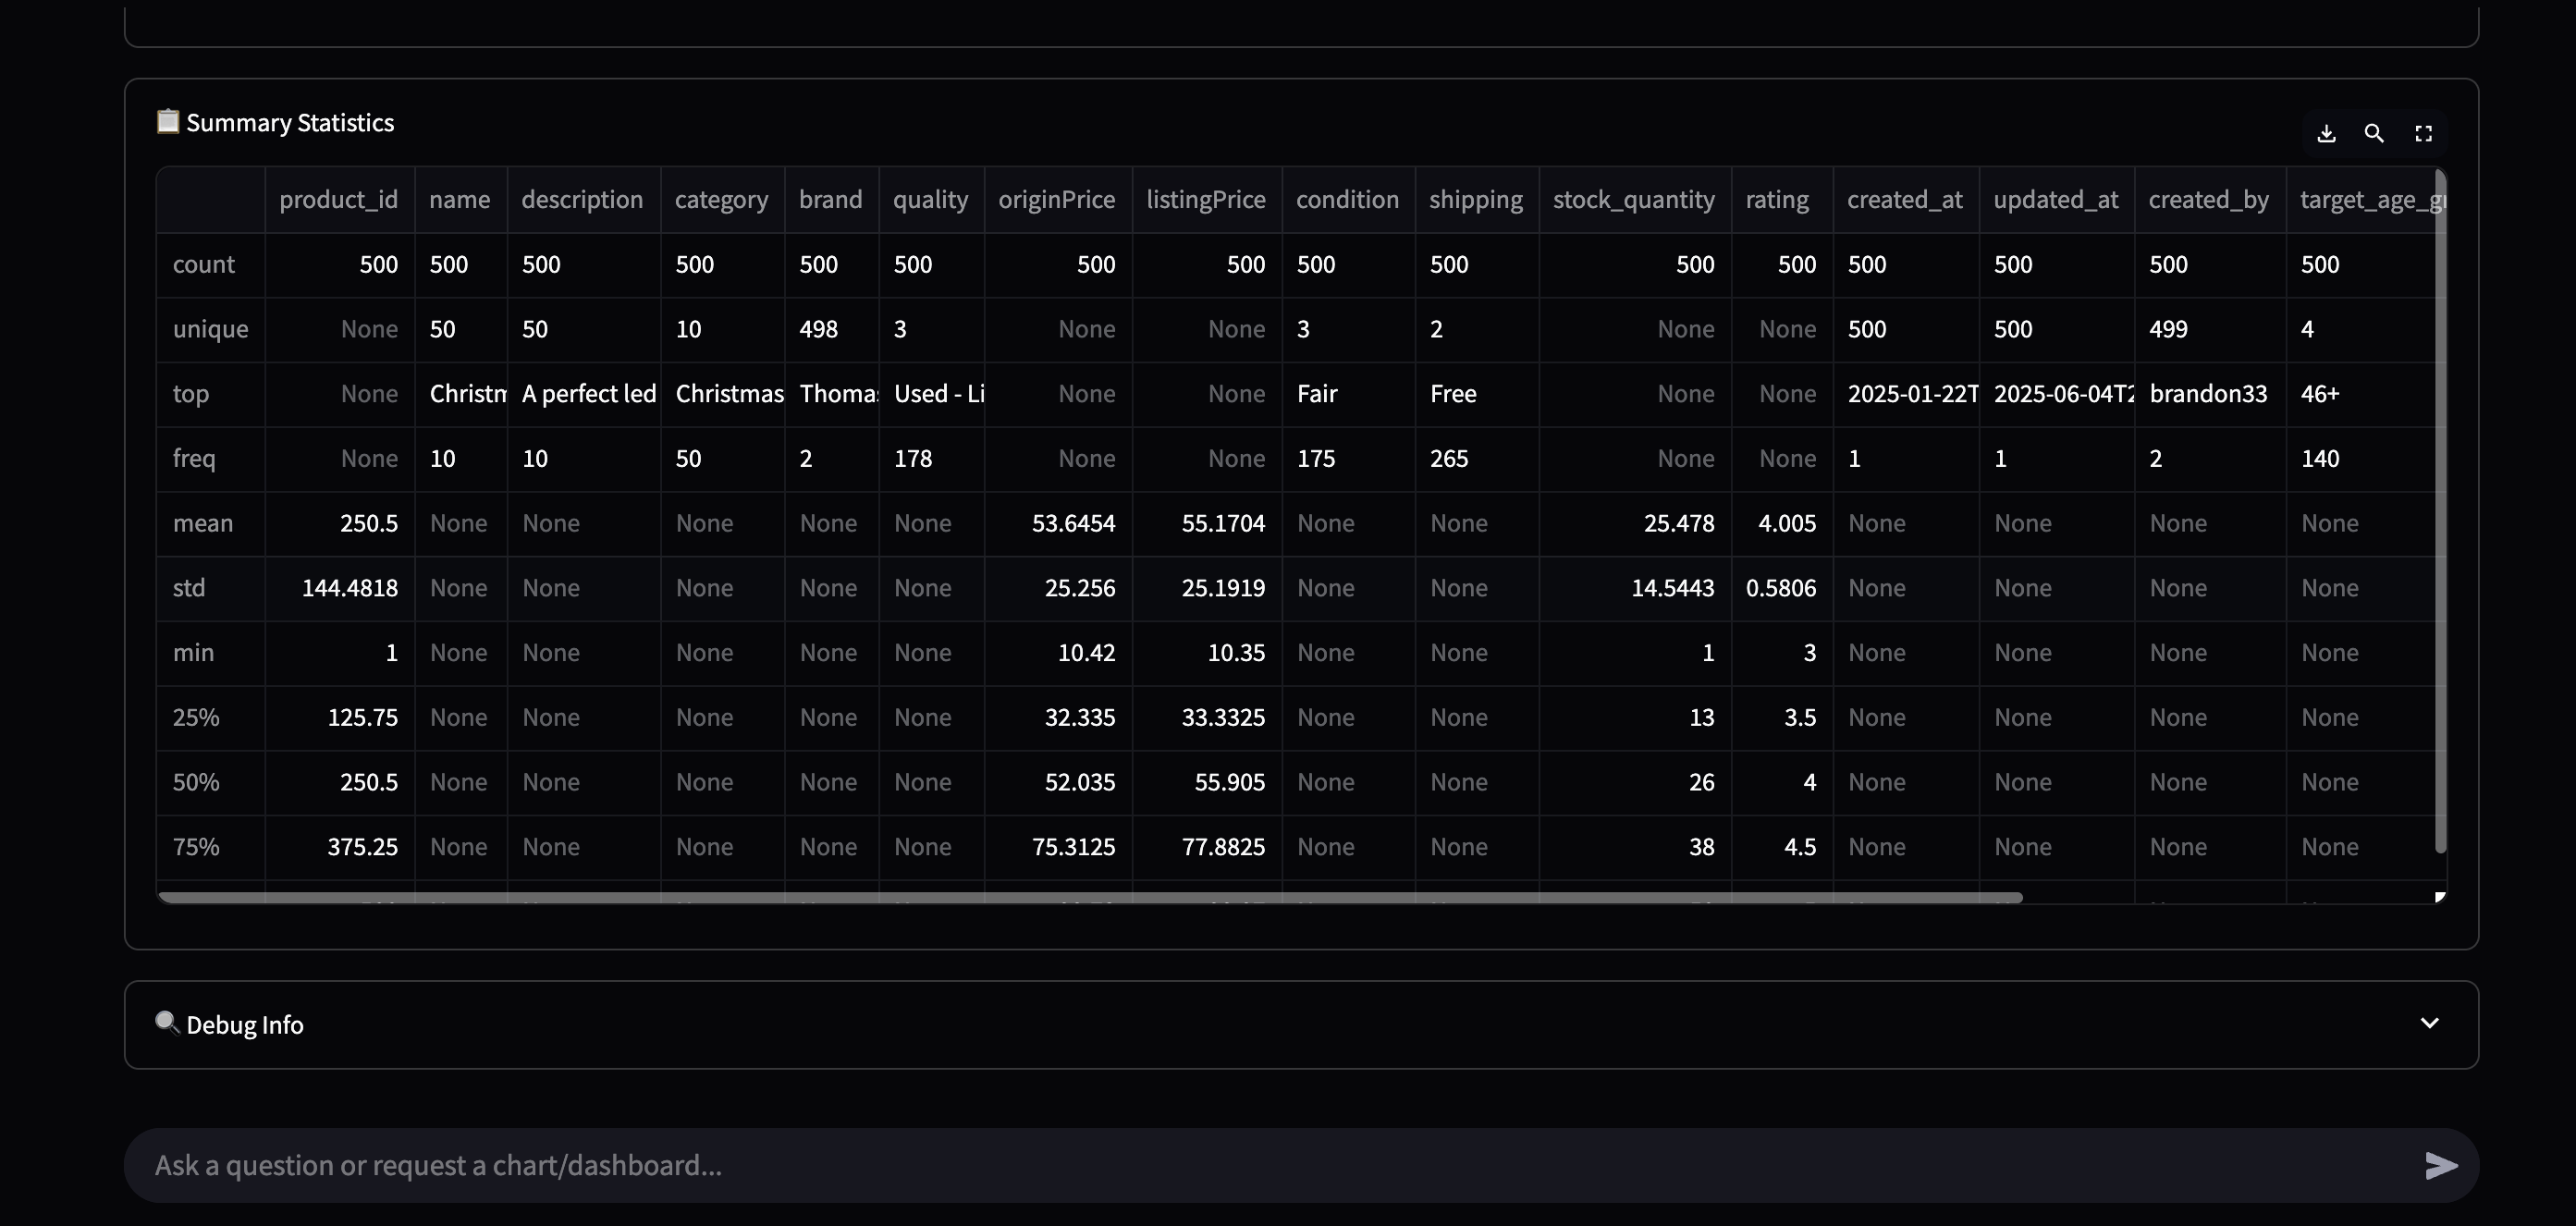 📋 Summary Statistics
product_id name description category brand quality originPrice listingPrice condition shipping stock_quantity rating created_at updated_at created_by target_age_g
count 500 500 500 500 500 500 500 500 500 500 500 500 500 500 500 500
unique None 50 50 10 498 3 None None 3 2 None None 500 500 499 4
top None Christm A perfect led Christmas Thomas Used - Li None None Fair Free None None 2025-01-22T 2025-06-04T2 brandon33 46+
freq None 10 10 50 2 178 None None 175 265 None None 1 1 2 140
mean 250.5 None None None None None 53.6454 55.1704 None None 25.478 4.005 None None None None
std 144.4818 None None None None None 25.256 25.1919 None None 14.5443 0.5806 None None None None
min 1 None None None None None 10.42 10.35 None None 1 3 None None None None
25% 125.75 None None None None None 32.335 33.3325 None None 13 3.5 None None None None
50% 250.5 None None None None None 52.035 55.905 None None 26 4 None None None None
75% 375.25 None None None None None 75.3125 77.8825 None None 38 4.5 None None None None
🔍 Debug Info
Ask a question or request a chart/dashboard...